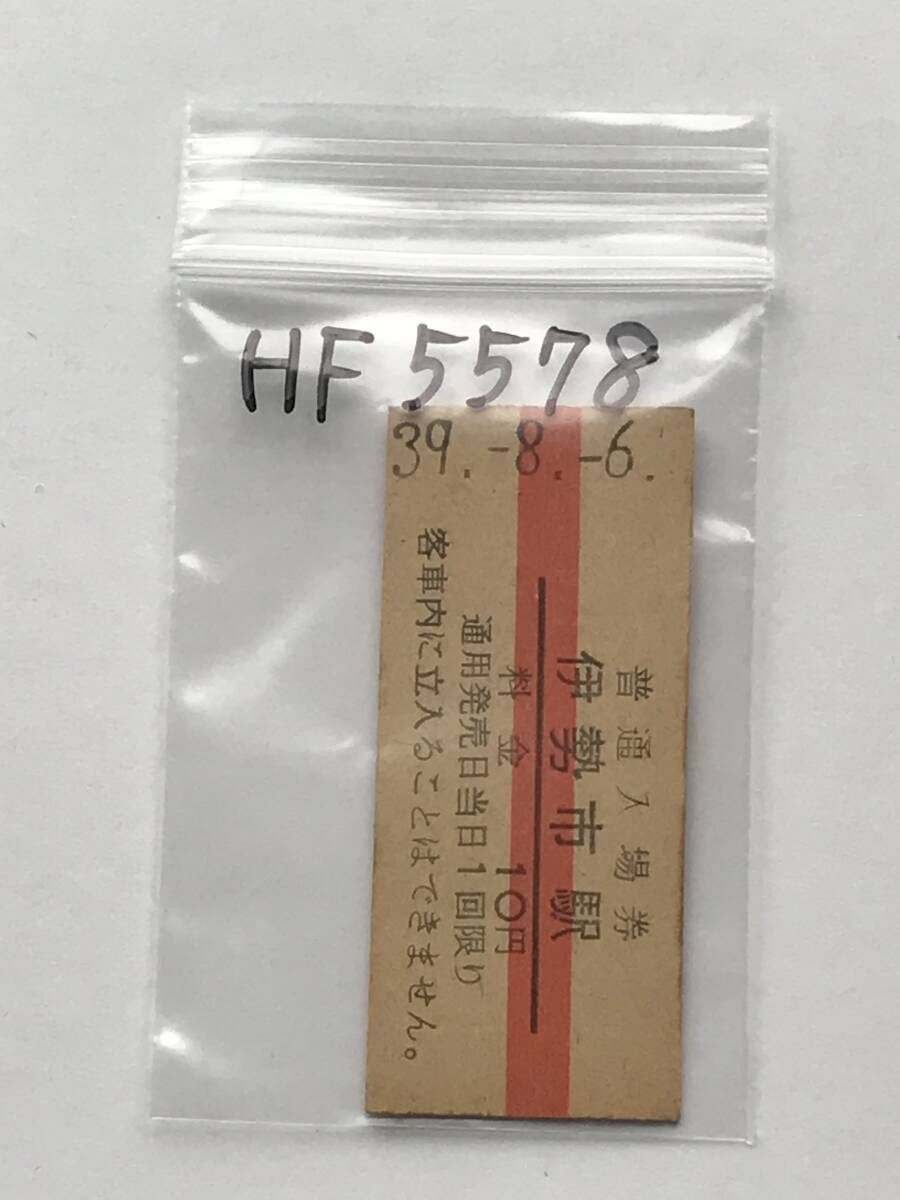 HF 5578
39.-8.-6.
普通入場券
伊勢市駅
料金 10円
通用発売日当日1回限り
客車内に立入ることはできません。